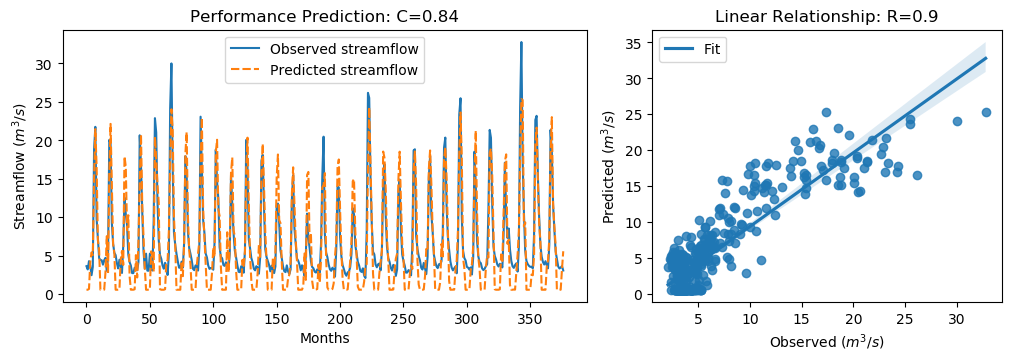 Performance Prediction: C=0.84
Observed streamflow
Predicted streamflow
Streamflow (m³/s)
30
25
20
15
10
5
0
0 50 100 150 200 250 300 350
Months
Linear Relationship: R=0.9
Fit
Predicted (m³/s)
35
30
25
20
15
10
5
0
5 10 15 20 25 30
Observed (m³/s)